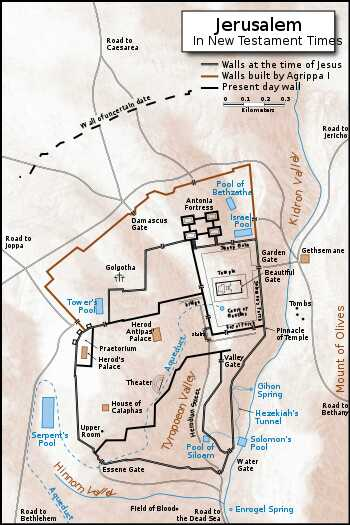 Jerusalem
In New Testament Times
Walls at the time of Jesus
Walls built by Agrippa I
Present day wall
0 0.1 0.2 0.3
Kilometers
Road to
Caesarea
Wall of uncertain date
Road to
Jericho
Kidron Valley
Pool of
Bethzatha
Antonia
Fortress
Israel
Pool
Damascus
Gate
Road to
Joppa
Golgotha
Garden
Gate
Gethsemane
Temple
Beautiful
Gate
Court of
Gentiles
Tower's
Pool
bridge
Tombs
Mount of Olives
Herod
Antipas
Palace
Praetorium
Herod's
Palace
Aqueduct
stairs
Pinnacle
of Temple
Valley
Gate
Theater
Tyropoeon Valley
Gihon
Spring
Road to
Bethany
House of
Caiaphas
Hezekiah's
Tunnel
Serpent's
Pool
Upper
Room
Pool of
Siloam
Solomon's
Pool
Essene Gate
Water
Gate
Hinnom Valley
Aqueduct
Road to
Bethlehem
Field of Blood
Road to
the Dead Sea
Enrogel Spring